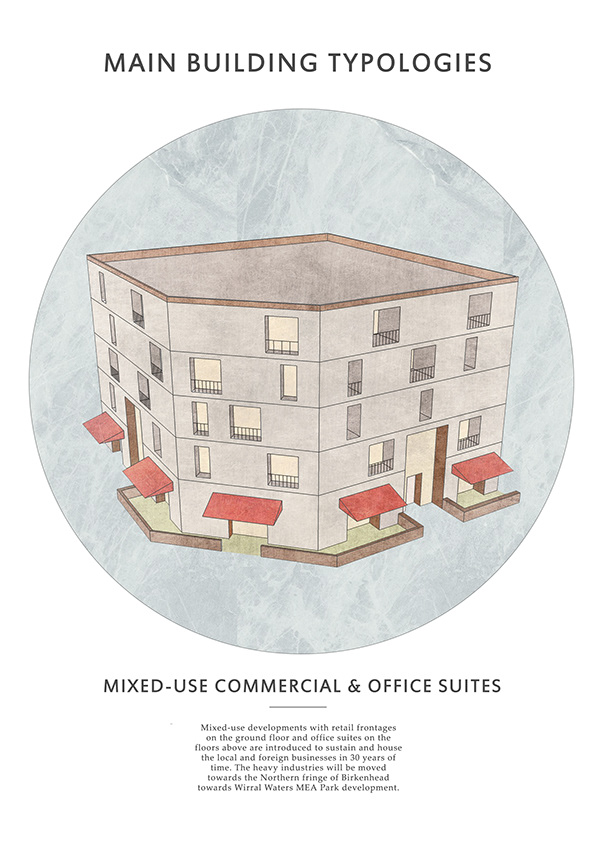 MAIN BUILDING TYPOLOGIES
MIXED-USE COMMERCIAL & OFFICE SUITES
Mixed-use developments with retail frontages
on the ground floor and office suites on the
floors above are introduced to sustain and house
the local and foreign businesses in 30 years of
time. The heavy industries will be moved
towards the Northern fringe of Birkenhead
towards Wirral Waters MEA Park development.